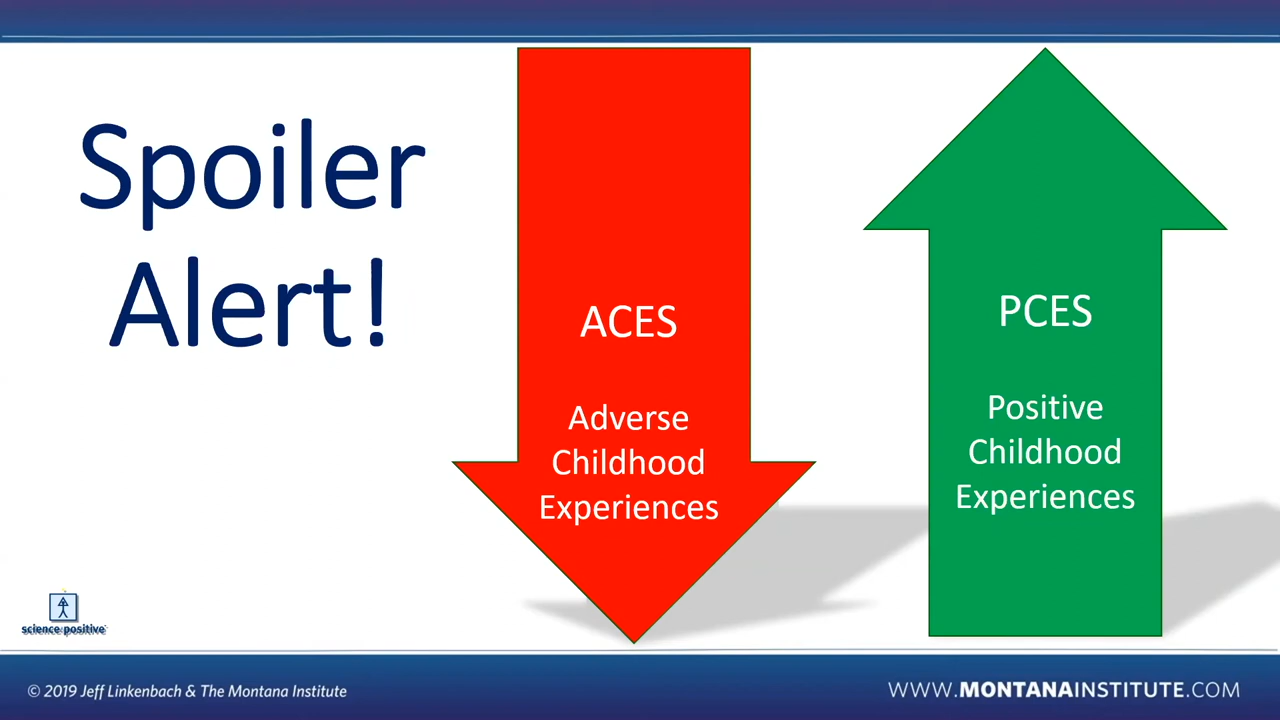 Spoiler
Alert!
ACES
Adverse
Childhood
Experiences
PCES
Positive
Childhood
Experiences
science positive
© 2019 Jeff Linkenbach & The Montana Institute
WWW.MONTANAINSTITUTE.COM